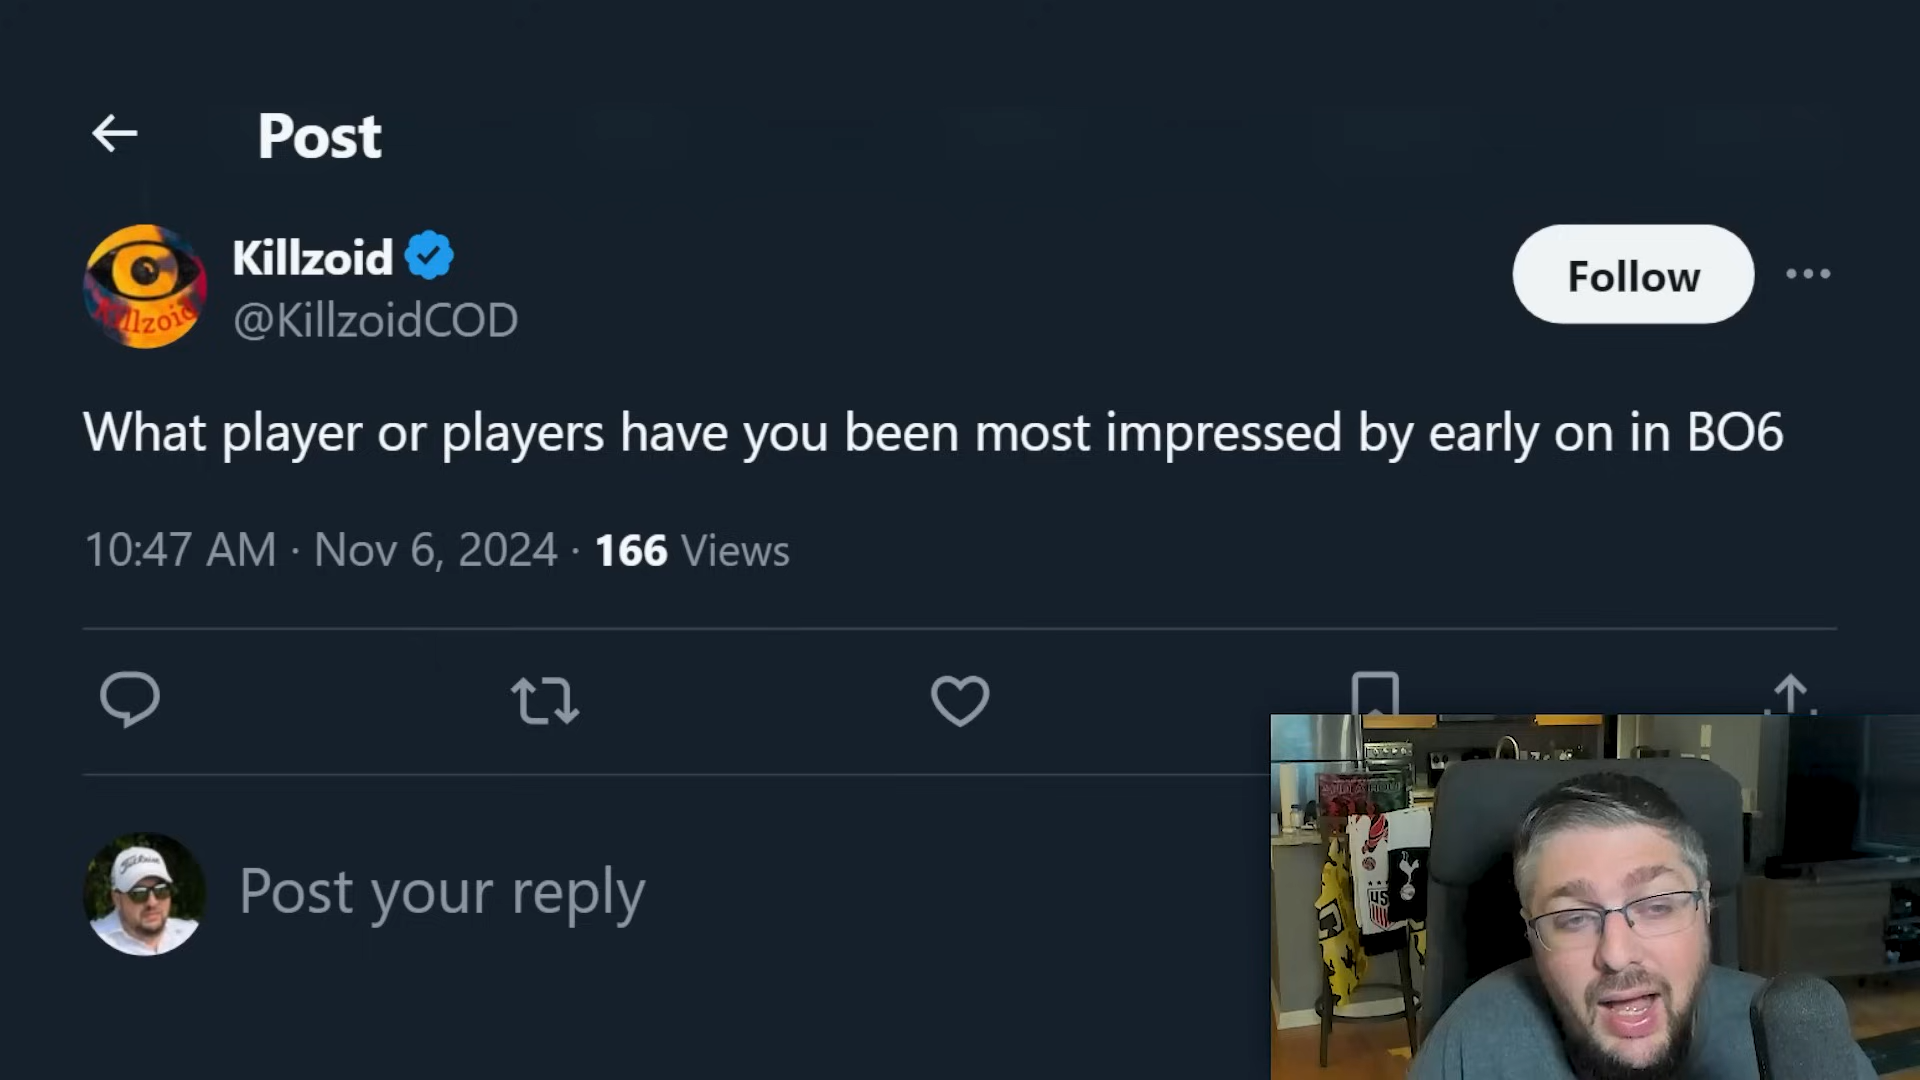 Post
Killzoid
@KillzoidCOD
Follow
What player or players have you been most impressed by early on in BO6
10:47 AM · Nov 6, 2024 · 166 Views
Post your reply